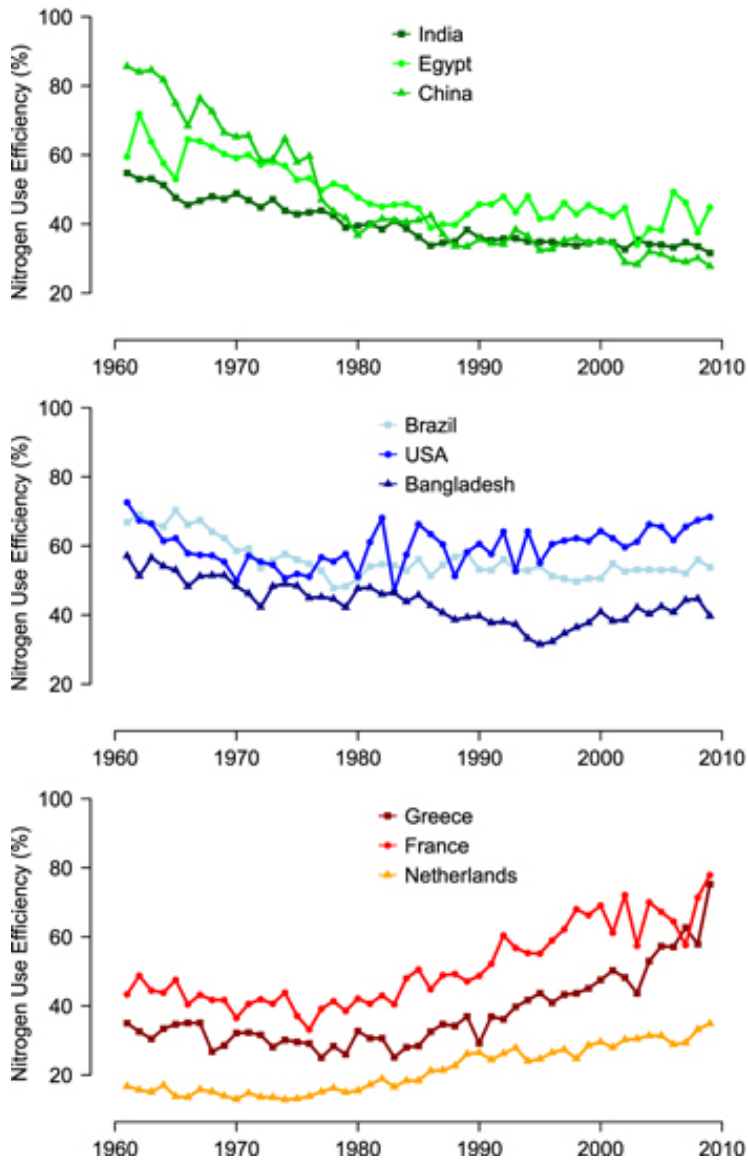 Nitrogen Use Efficiency (%)
100
80
60
40
20
India
Egypt
China
1960 1970 1980 1990 2000 2010
Nitrogen Use Efficiency (%)
100
80
60
40
20
Brazil
USA
Bangladesh
1960 1970 1980 1990 2000 2010
Nitrogen Use Efficiency (%)
100
80
60
40
20
Greece
France
Netherlands
1960 1970 1980 1990 2000 2010